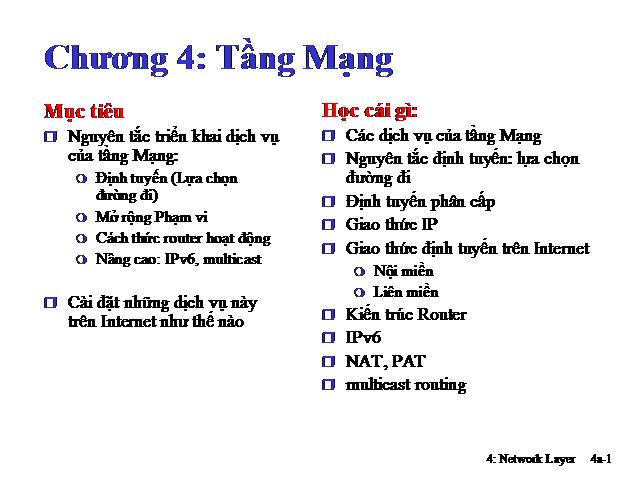 Chương 4: Tầng Mạng
Mục tiêu
Nguyên tắc triển khai dịch vụ
của tầng Mạng:
Định tuyến (Lựa chọn
đường đi)
Mở rộng Phạm vi
Cách thức router hoạt động
Nâng cao: IPv6, multicast
Cài đặt những dịch vụ này
trên Internet như thế nào
Học cái gì:
Các dịch vụ của tầng Mạng
Nguyên tắc định tuyến: lựa chọn
đường đi
Định tuyến phân cấp
Giao thức IP
Giao thức định tuyến trên Internet
Nội miền
Liên miền
Kiến trúc Router
IPv6
NAT, PAT
multicast routing
4: Network Layer 4a-1